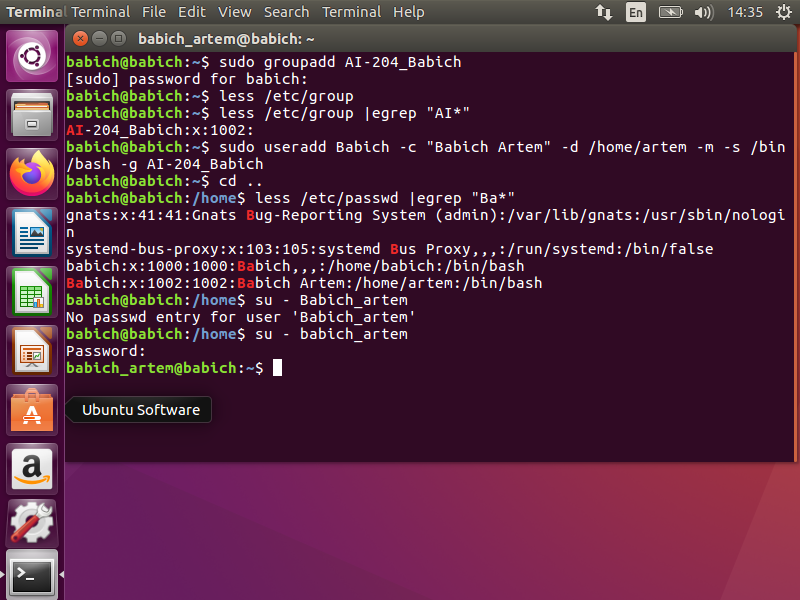 Terminal Terminal File Edit View Search Terminal Help En 14:35
babich_artem@babich: ~
babich@babich:~$ sudo groupadd AI-204_Babich
[sudo] password for babich:
babich@babich:~$ less /etc/group
babich@babich:~$ less /etc/group |egrep "AI*"
AI-204_Babich:x:1002:
babich@babich:~$ sudo useradd Babich -c "Babich Artem" -d /home/artem -m -s /bin
/bash -g AI-204_Babich
babich@babich:~$ cd ..
babich@babich:/home$ less /etc/passwd |egrep "Ba*"
gnats:x:41:41:Gnats Bug-Reporting System (admin):/var/lib/gnats:/usr/sbin/nologi
n
systemd-bus-proxy:x:103:105:systemd Bus Proxy,,,:/run/systemd:/bin/false
babich:x:1000:1000:Babich,,,:/home/babich:/bin/bash
Babich:x:1002:1002:Babich Artem:/home/artem:/bin/bash
babich@babich:/home$ su - Babich_artem
No passwd entry for user 'Babich_artem'
babich@babich:/home$ su - babich_artem
Password:
babich_artem@babich:~$
Ubuntu Software